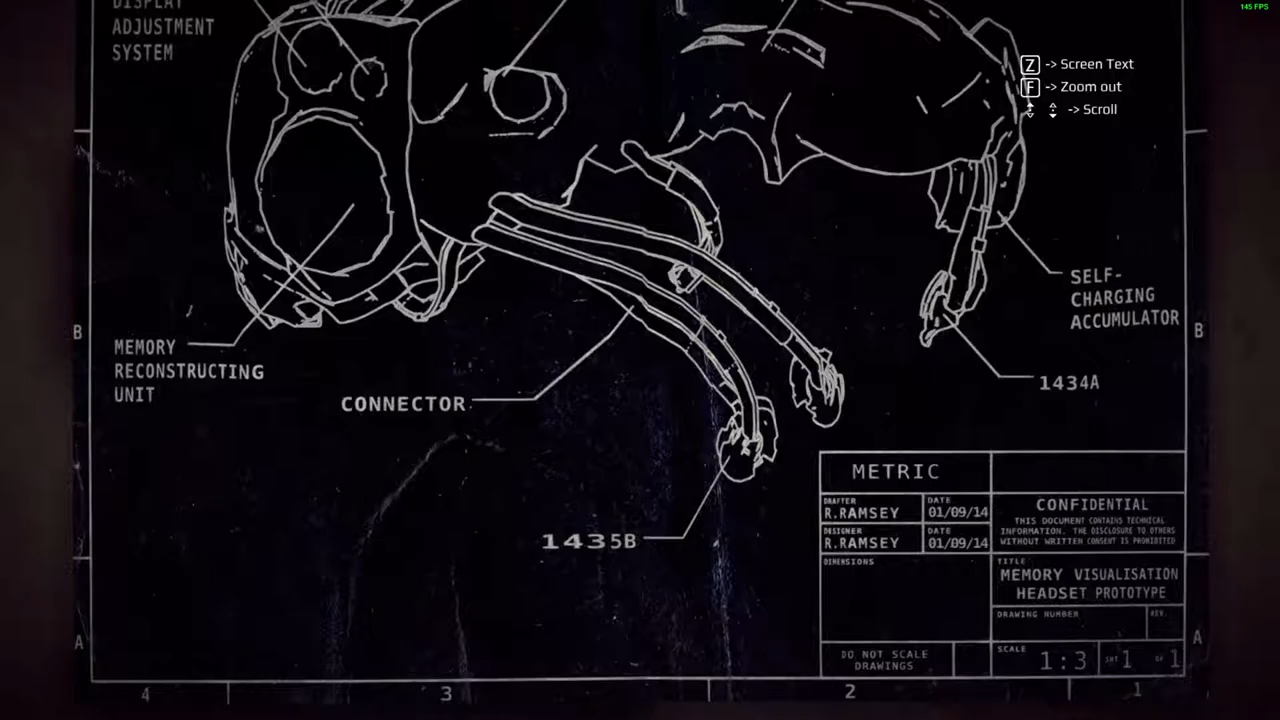 145 FPS
DISPLAY
ADJUSTMENT
SYSTEM
Z -> Screen Text
F -> Zoom out
-> Scroll
SELF-
CHARGING
ACCUMULATOR
B
B
MEMORY
RECONSTRUCTING
UNIT
CONNECTOR
1434A
1435B
METRIC
DRAFTER
R.RAMSEY
DATE
01/09/14
DESIGNER
R.RAMSEY
DATE
01/09/14
CONFIDENTIAL
THIS DOCUMENT CONTAINS TECHNICAL
INFORMATION. THE DISCLOSURE TO OTHERS
WITHOUT WRITTEN CONSENT IS PROHIBITED
DIMENSIONS
TITLE
MEMORY VISUALISATION
HEADSET PROTOTYPE
DRAWING NUMBER
REV.
A
A
DO NOT SCALE
DRAWINGS
SCALE
1:3
SHT 1 OF 1
4
3
2
1